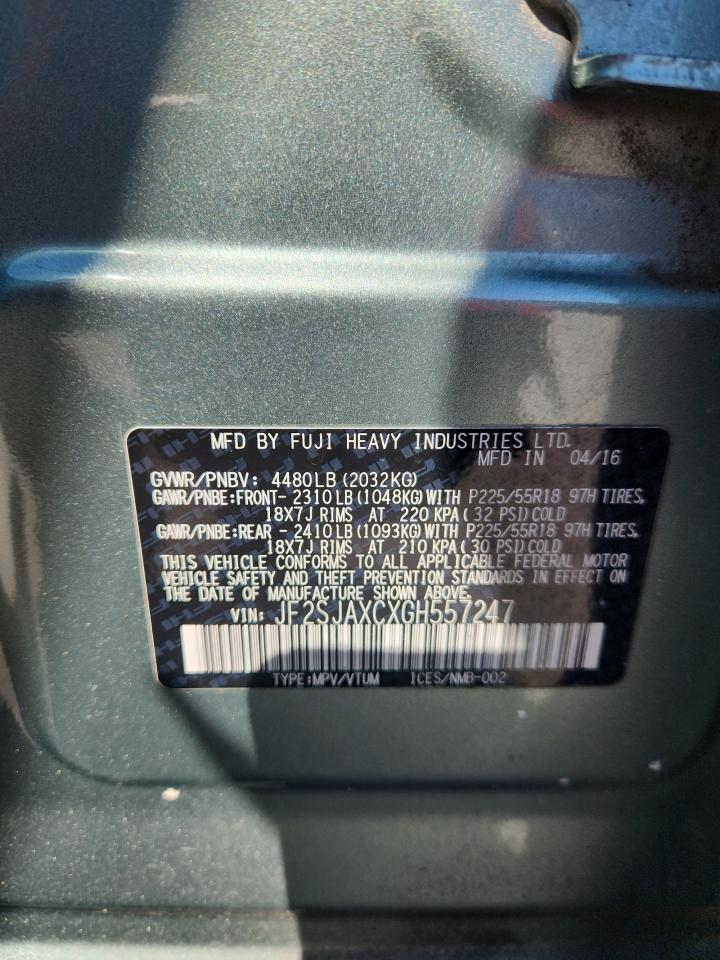 MFD BY FUJI HEAVY INDUSTRIES LTD.
MFD IN 04/16
GVWR/PNBV: 4480LB(2032KG)
GAWR/PNBE:FRONT- 2310LB(1048KG)WITH P225/55R18 97H TIRES,
18X7J RIMS AT 220 KPA(32 PSI)COLD
GAWR/PNBE:REAR - 2410LB(1093KG)WITH P225/55R18 97H TIRES,
18X7J RIMS AT 210 KPA(30 PSI)COLD
THIS VEHICLE CONFORMS TO ALL APPLICABLE FEDERAL MOTOR
VEHICLE SAFETY AND THEFT PREVENTION STANDARDS IN EFFECT ON
THE DATE OF MANUFACTURE SHOWN ABOVE.
VIN: JF2SJAXCXGH557247
TYPE:MPV/VTUM ICES/NMB-002